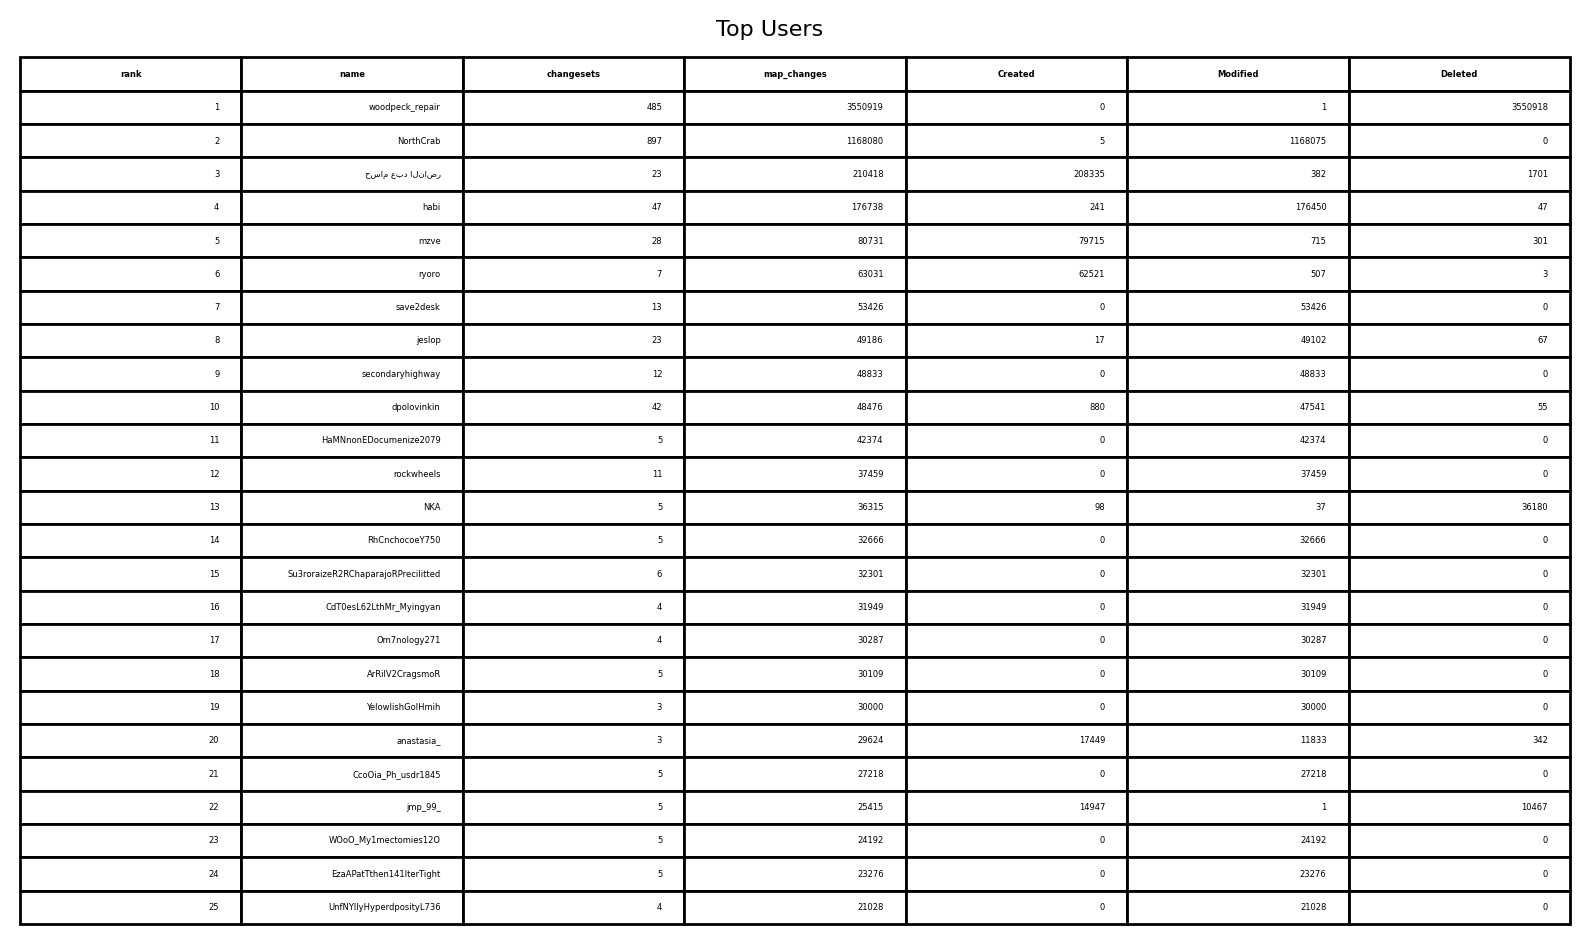 Top Users
rank name changesets map_changes Created Modified Deleted
1 woodpeck_repair 485 3550919 0 1 3550918
2 NorthCrab 897 1168080 5 1168075 0
3 حسام عبد الناصر 23 210418 208335 382 1701
4 habi 47 176738 241 176450 47
5 mzve 28 80731 79715 715 301
6 ryoro 7 63031 62521 507 3
7 save2desk 13 53426 0 53426 0
8 jeslop 23 49186 17 49102 67
9 secondaryhighway 12 48833 0 48833 0
10 dpolovinkin 42 48476 880 47541 55
11 HaMNnonEDocumenize2079 5 42374 0 42374 0
12 rockwheels 11 37459 0 37459 0
13 NKA 5 36315 98 37 36180
14 RhCnchocoeY750 5 32666 0 32666 0
15 Su3roraizeR2RChaparajoRPrecilitted 6 32301 0 32301 0
16 CdT0esL62LthMr_Myingyan 4 31949 0 31949 0
17 Om7nology271 4 30287 0 30287 0
18 ArRilV2CragsmoR 5 30109 0 30109 0
19 YelowlishGolHmih 3 30000 0 30000 0
20 anastasia_ 3 29624 17449 11833 342
21 CcoOia_Ph_usdr1845 5 27218 0 27218 0
22 jmp_99_ 5 25415 14947 1 10467
23 WOoO_My1mectomies12O 5 24192 0 24192 0
24 EzaAPatTthen141lterTight 5 23276 0 23276 0
25 UnfNYllyHyperdposityL736 4 21028 0 21028 0